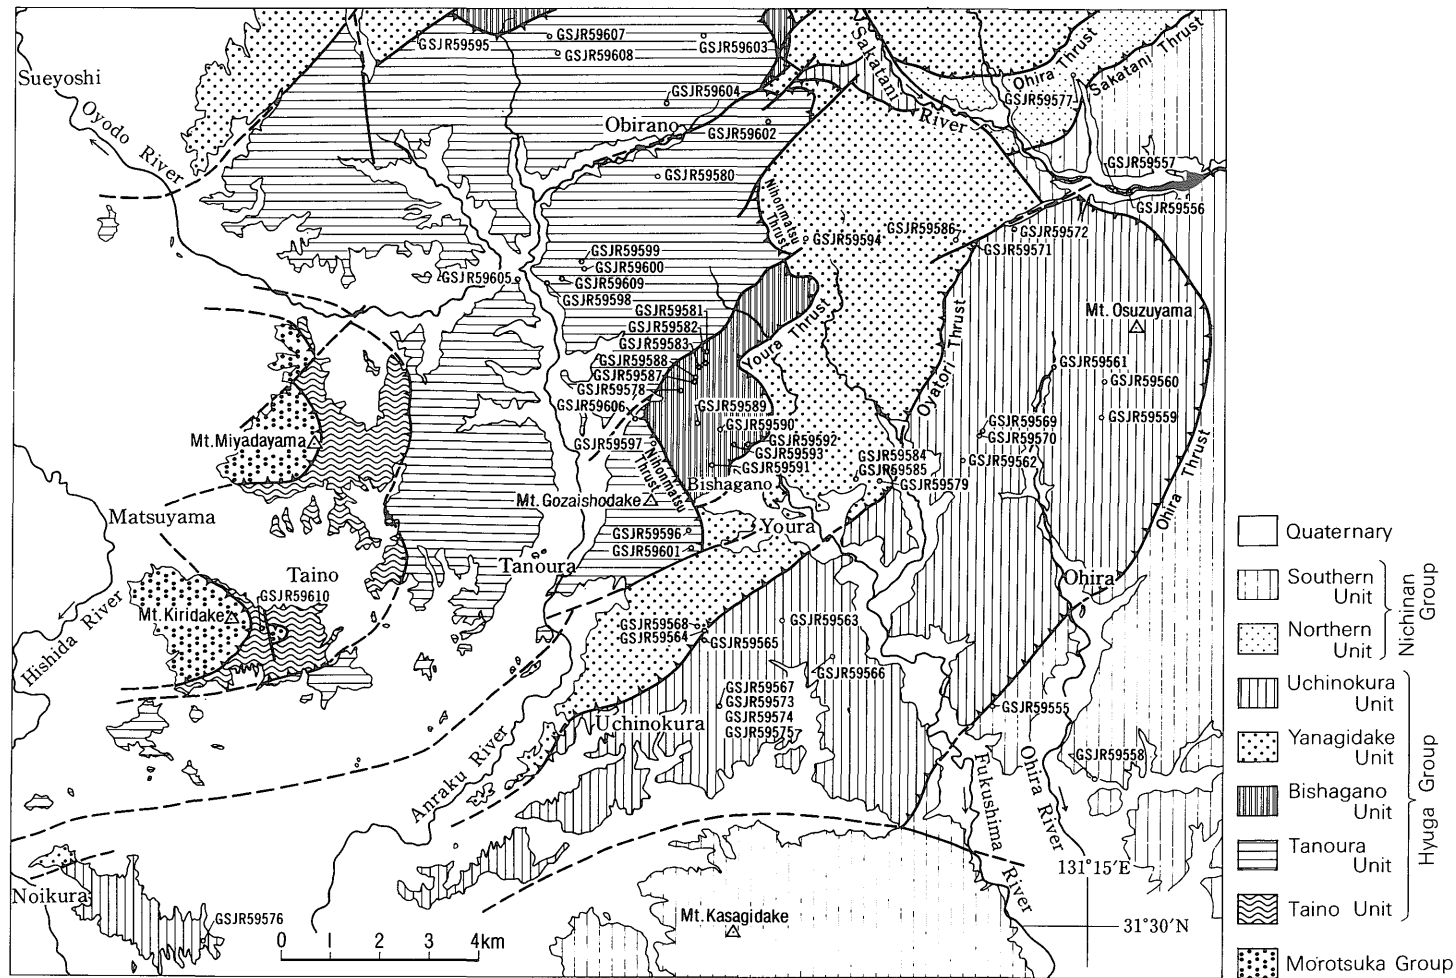 GSJR59595
GSJR59607
GSJR59608
GSJR59603
Sakatani River
Ohira Thrust
Sakatani Thrust
Sueyoshi
Oyodo River
GSJR59604
GSJR59577
Obirano
GSJR59602
GSJR59557
GSJR59580
Nihonmatsu
Thrust
GSJR59556
GSJR59594
GSJR59586
GSJR59572
GSJR59571
GSJR59599
GSJR59600
GSJR59605
GSJR59609
GSJR59598
GSJR59581
GSJR59582
GSJR59583
GSJR59588
GSJR59587
GSJR59578
GSJR59606
Youra Thrust
Oyatori Thrust
Mt. Osuzuyama
GSJR59561
GSJR59560
GSJR59559
GSJR59589
GSJR59590
GSJR59592
GSJR59593
GSJR59591
GSJR59569
GSJR59570
GSJR59562
Mt.Miyadayama
GSJR59597
Nihonmatsu
Thrust
GSJR59584
GSJR59585
GSJR59579
Bishagano
Mt.Gozaishodake
Ohira Thrust
Matsuyama
Youra
GSJR59596
GSJR59601
Tanoura
Taino
Ohira
GSJR59610
Mt.Kiridake
Hishida River
GSJR59568
GSJR59564
GSJR59565
GSJR59563
GSJR59566
GSJR59567
GSJR59573
GSJR59574
GSJR59575
Uchinokura
GSJR59555
GSJR59558
Anraku River
Fukushima River
Ohira River
131°15′E
31°30′N
Noikura
GSJR59576
Mt.Kasagidake
0 1 2 3 4km
Quaternary
Southern
Unit
Northern
Unit
Nichinan
Group
Uchinokura
Unit
Yanagidake
Unit
Bishagano
Unit
Tanoura
Unit
Taino Unit
Hyuga Group
Morotsuka Group